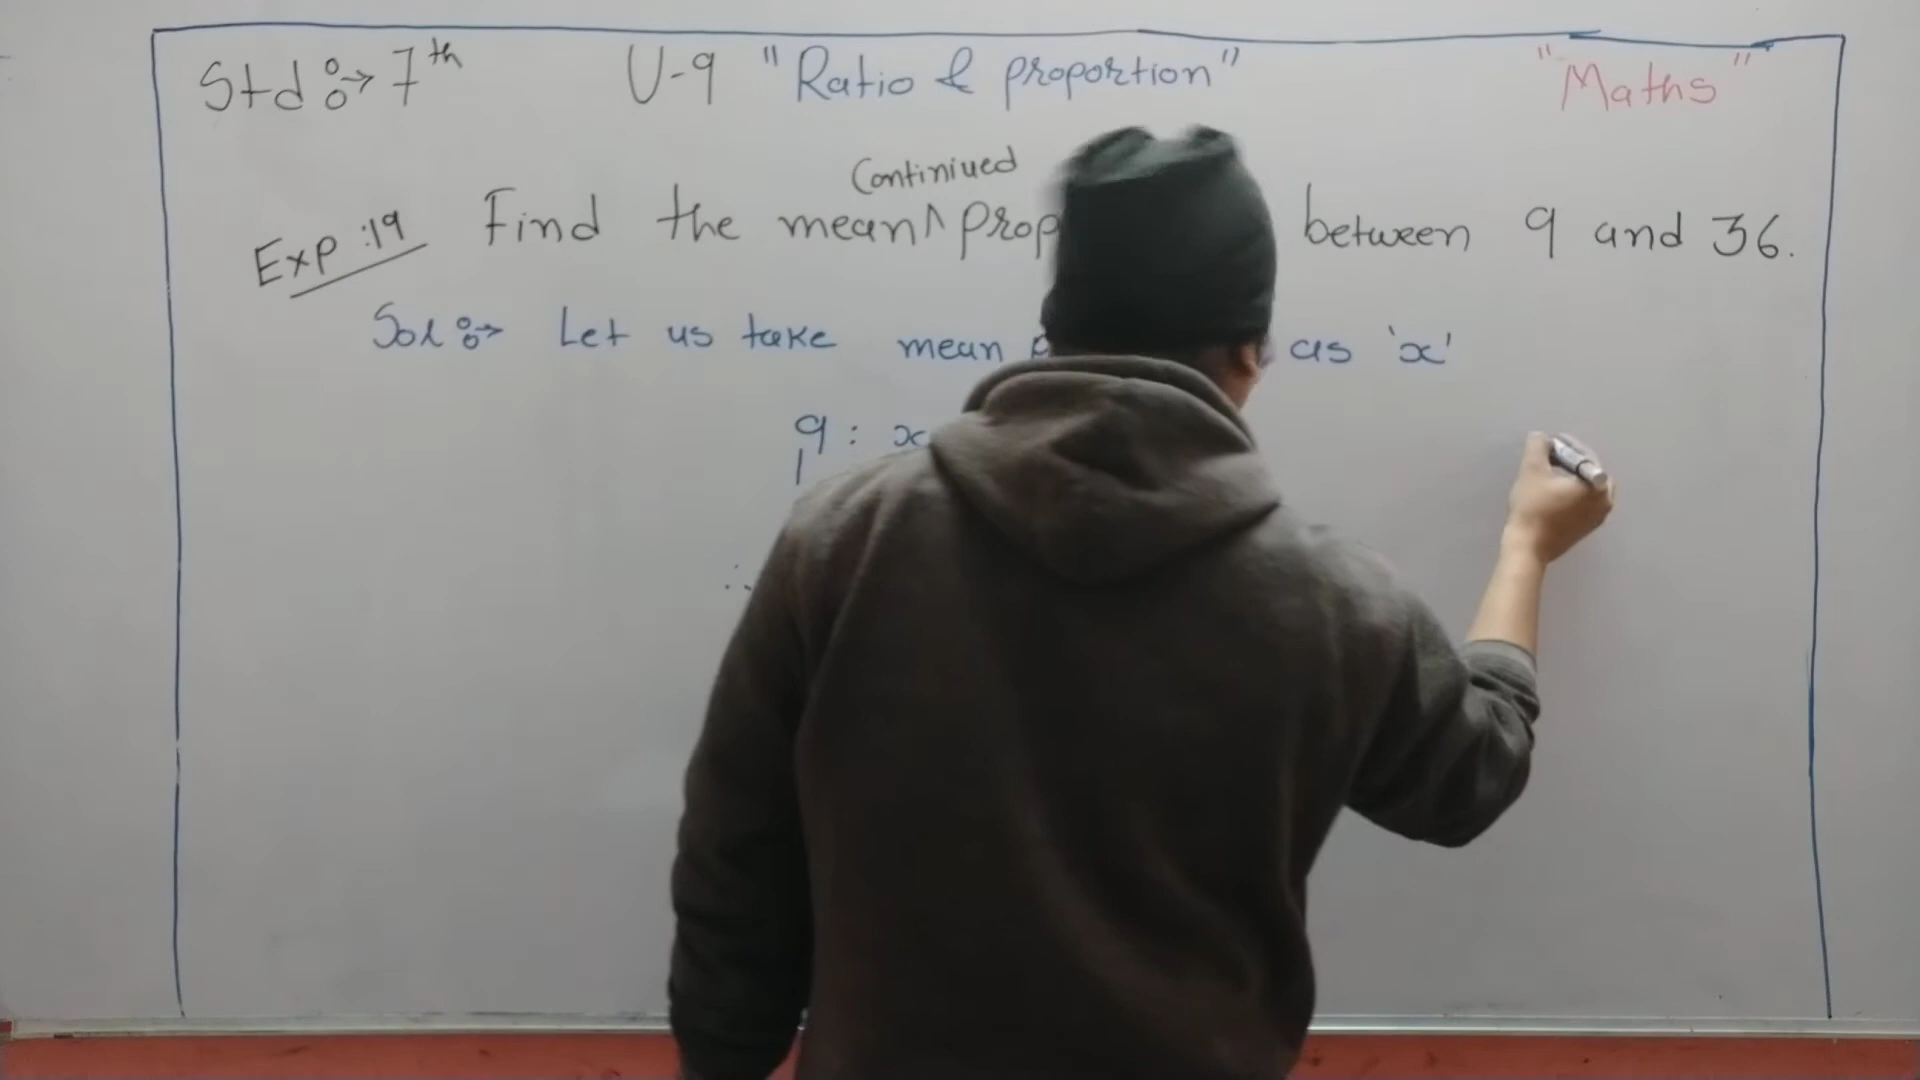 Std :→ 7th U-9 "Ratio & proportion" "Maths"
Continiued
Exp :19 Find the mean ^ prop between 9 and 36.
Sol :→ Let us take mean as 'x'
9 : x
∴